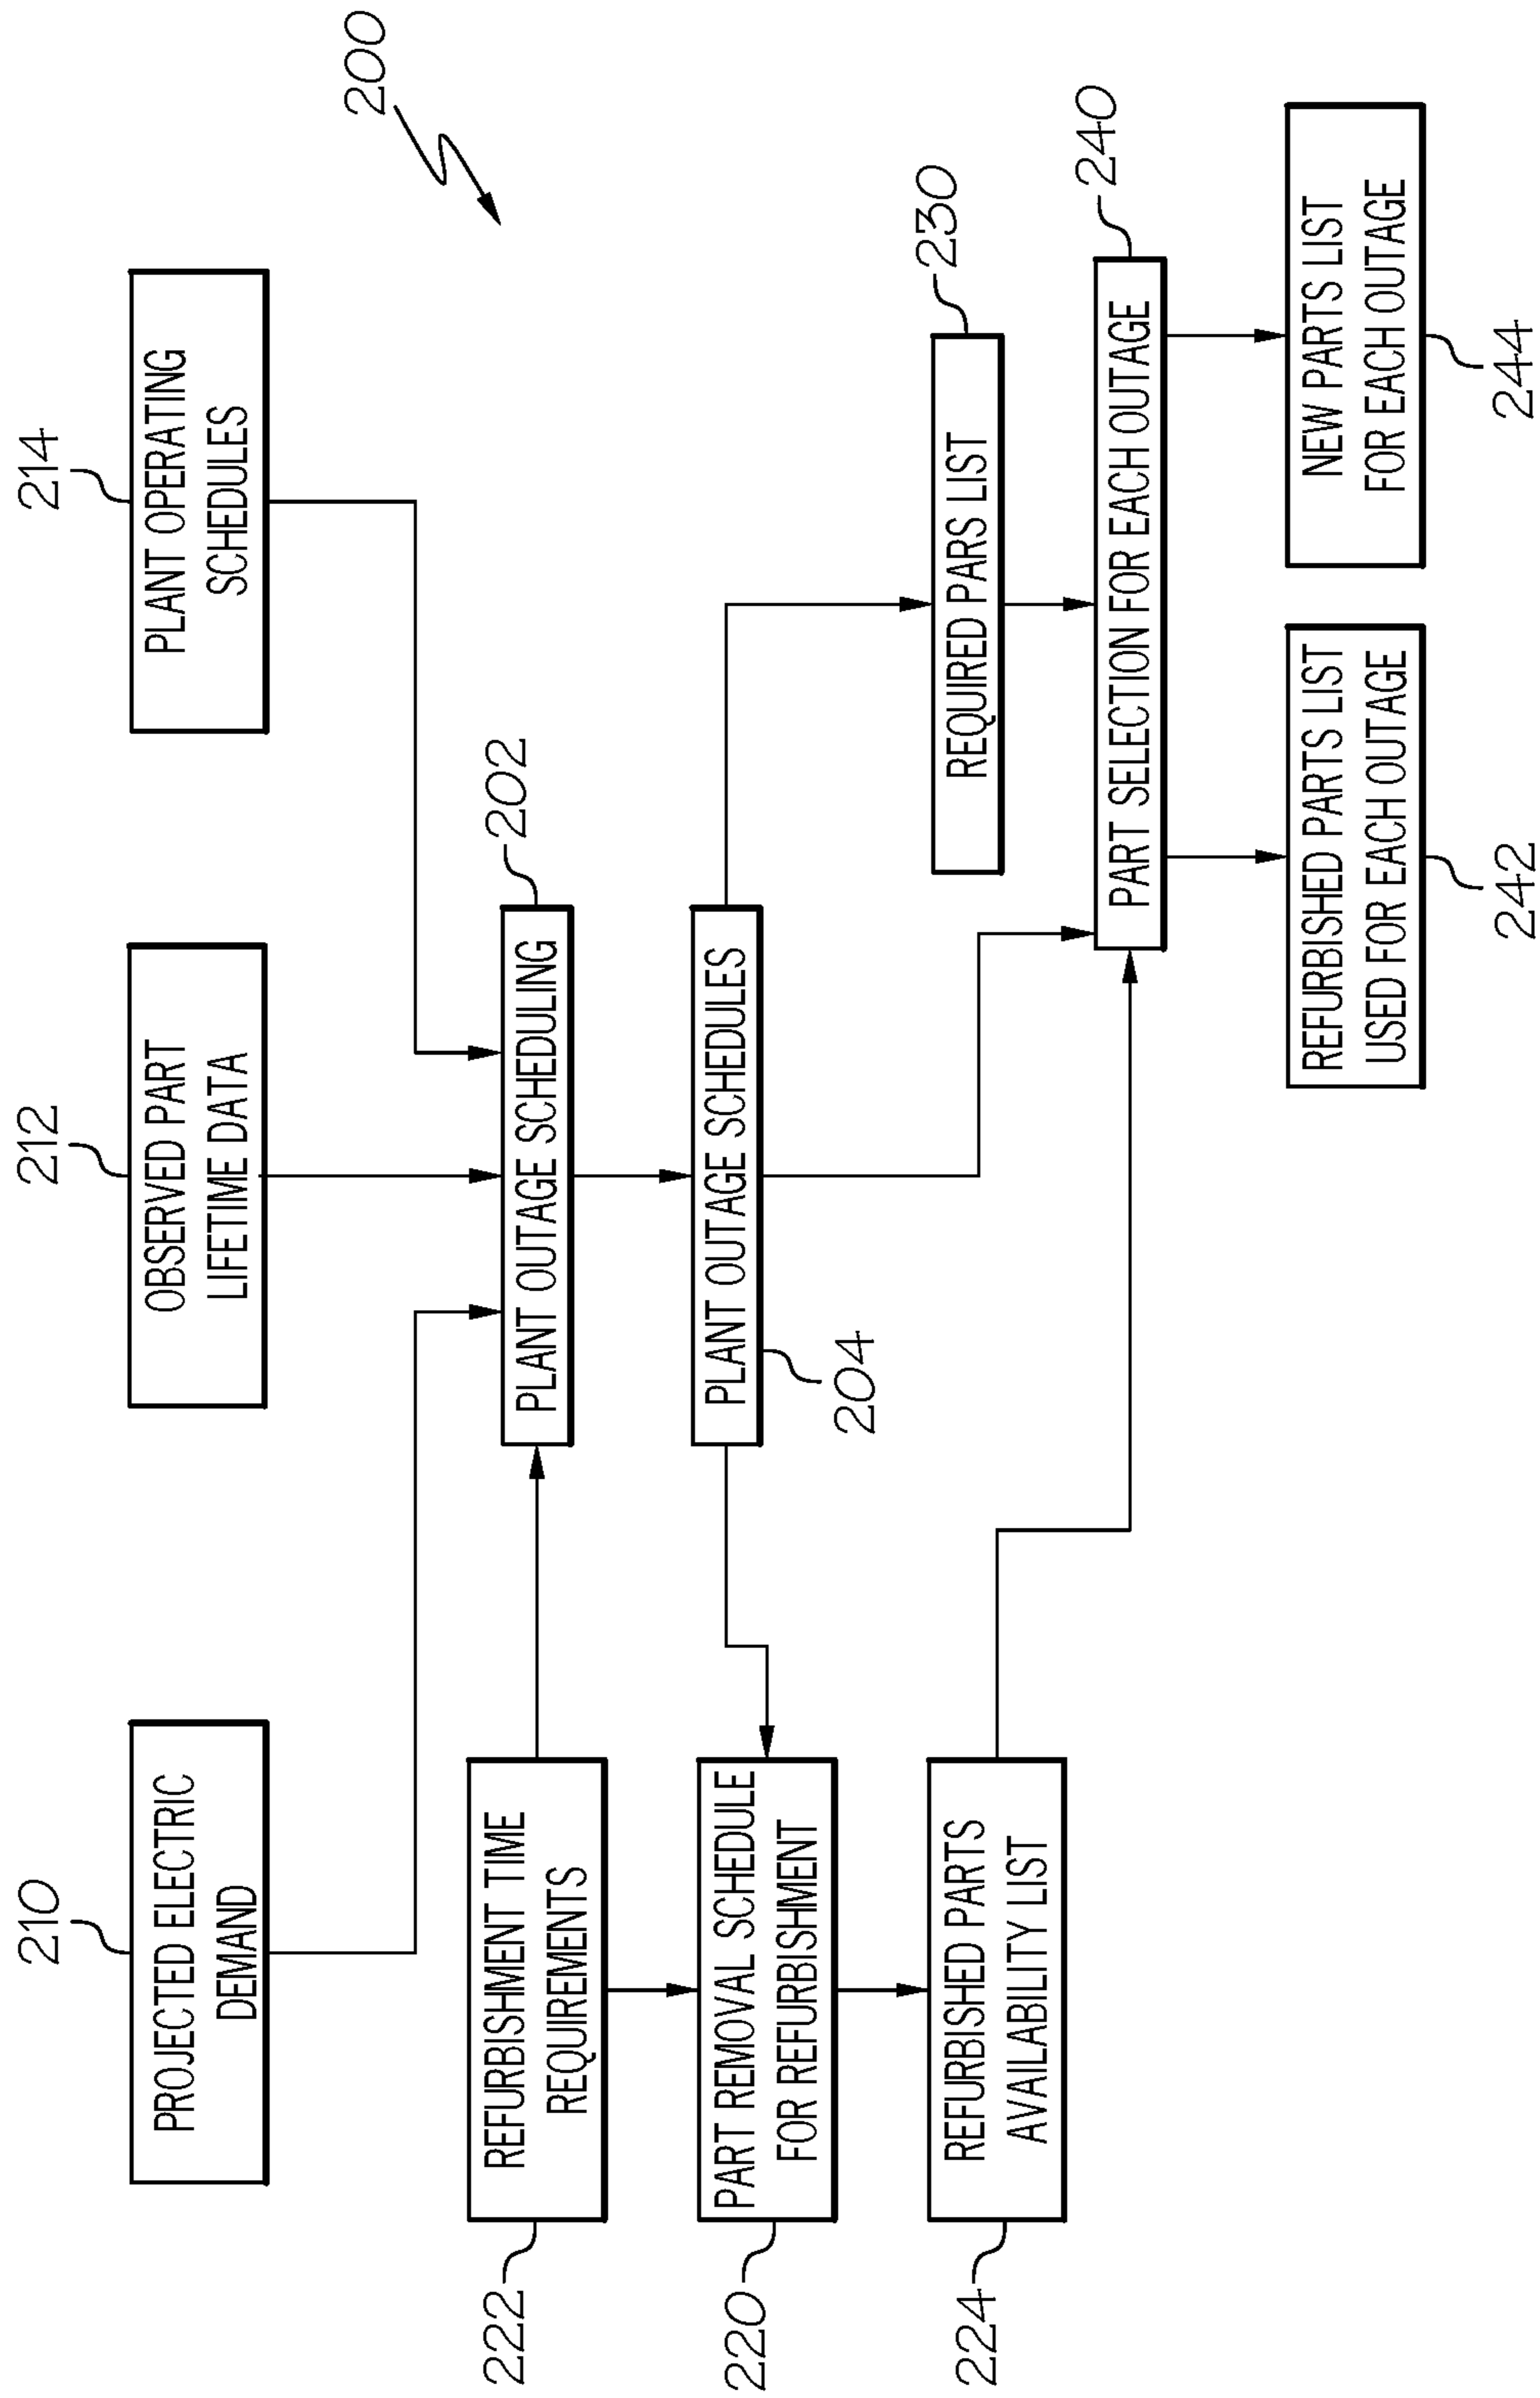 200
210
PROJECTED ELECTRIC
DEMAND
212
OBSERVED PART
LIFETIME DATA
214
PLANT OPERATING
SCHEDULES
222
REFURBISHMENT TIME
REQUIREMENTS
202
PLANT OUTAGE SCHEDULING
220
PART REMOVAL SCHEDULE
FOR REFURBISHMENT
PLANT OUTAGE SCHEDULES
204
224
REFURBISHED PARTS
AVAILABILITY LIST
230
REQUIRED PARS LIST
240
PART SELECTION FOR EACH OUTAGE
REFURBISHED PARTS LIST
USED FOR EACH OUTAGE
242
NEW PARTS LIST
FOR EACH OUTAGE
244